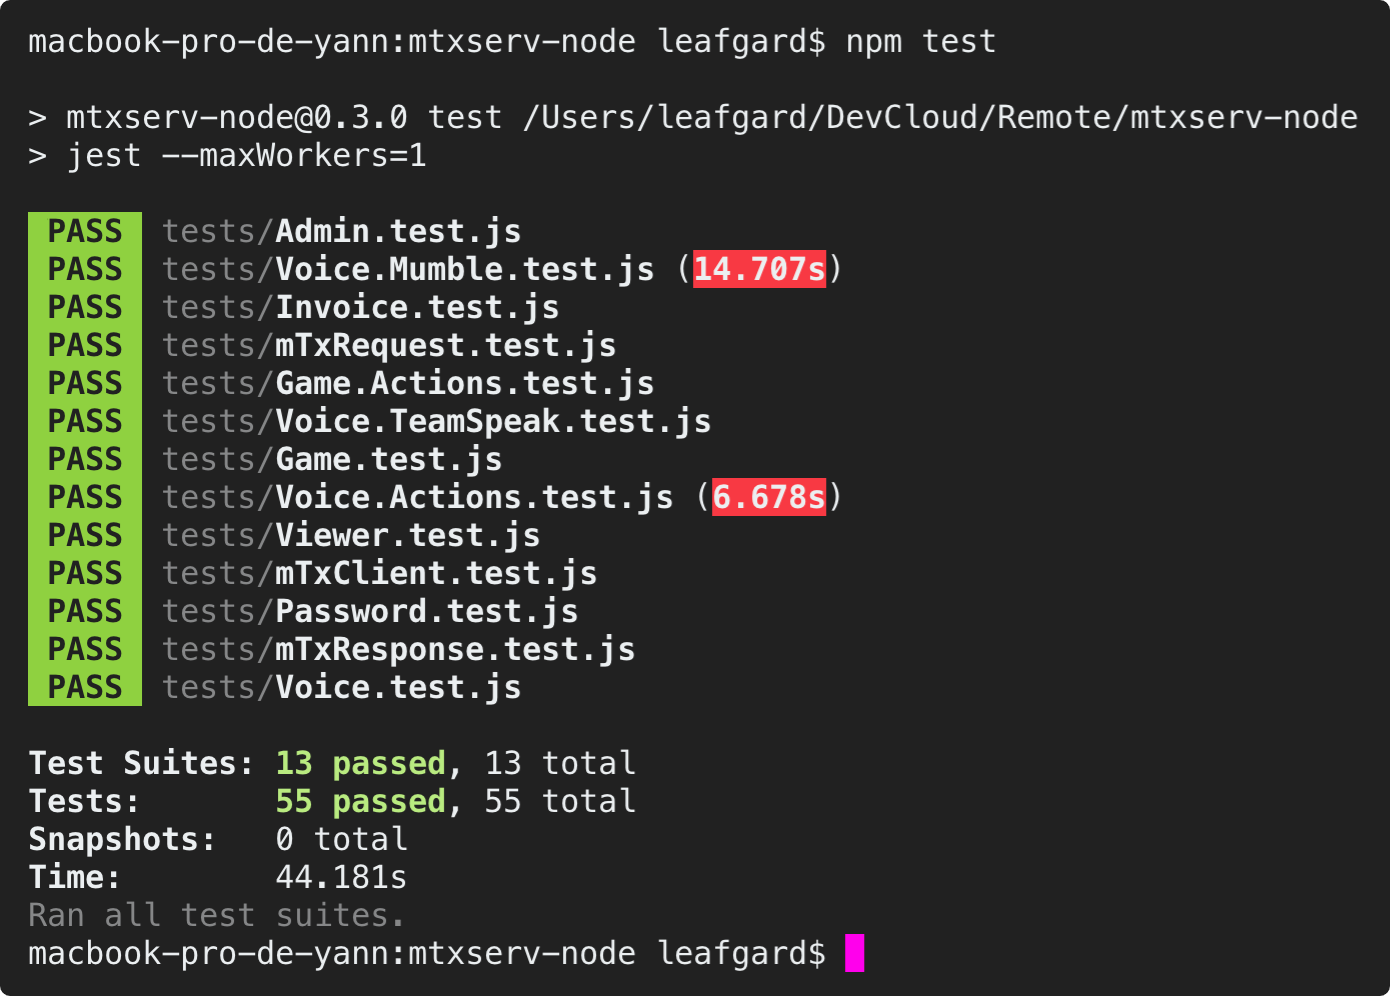 macbook-pro-de-yann:mtxserv-node leafgard$ npm test
> mtxserv-node@0.3.0 test /Users/leafgard/DevCloud/Remote/mtxserv-node
> jest --maxWorkers=1
PASS tests/Admin.test.js
PASS tests/Voice.Mumble.test.js (14.707s)
PASS tests/Invoice.test.js
PASS tests/mTxRequest.test.js
PASS tests/Game.Actions.test.js
PASS tests/Voice.TeamSpeak.test.js
PASS tests/Game.test.js
PASS tests/Voice.Actions.test.js (6.678s)
PASS tests/Viewer.test.js
PASS tests/mTxClient.test.js
PASS tests/Password.test.js
PASS tests/mTxResponse.test.js
PASS tests/Voice.test.js
Test Suites: 13 passed, 13 total
Tests: 55 passed, 55 total
Snapshots: 0 total
Time: 44.181s
Ran all test suites.
macbook-pro-de-yann:mtxserv-node leafgard$